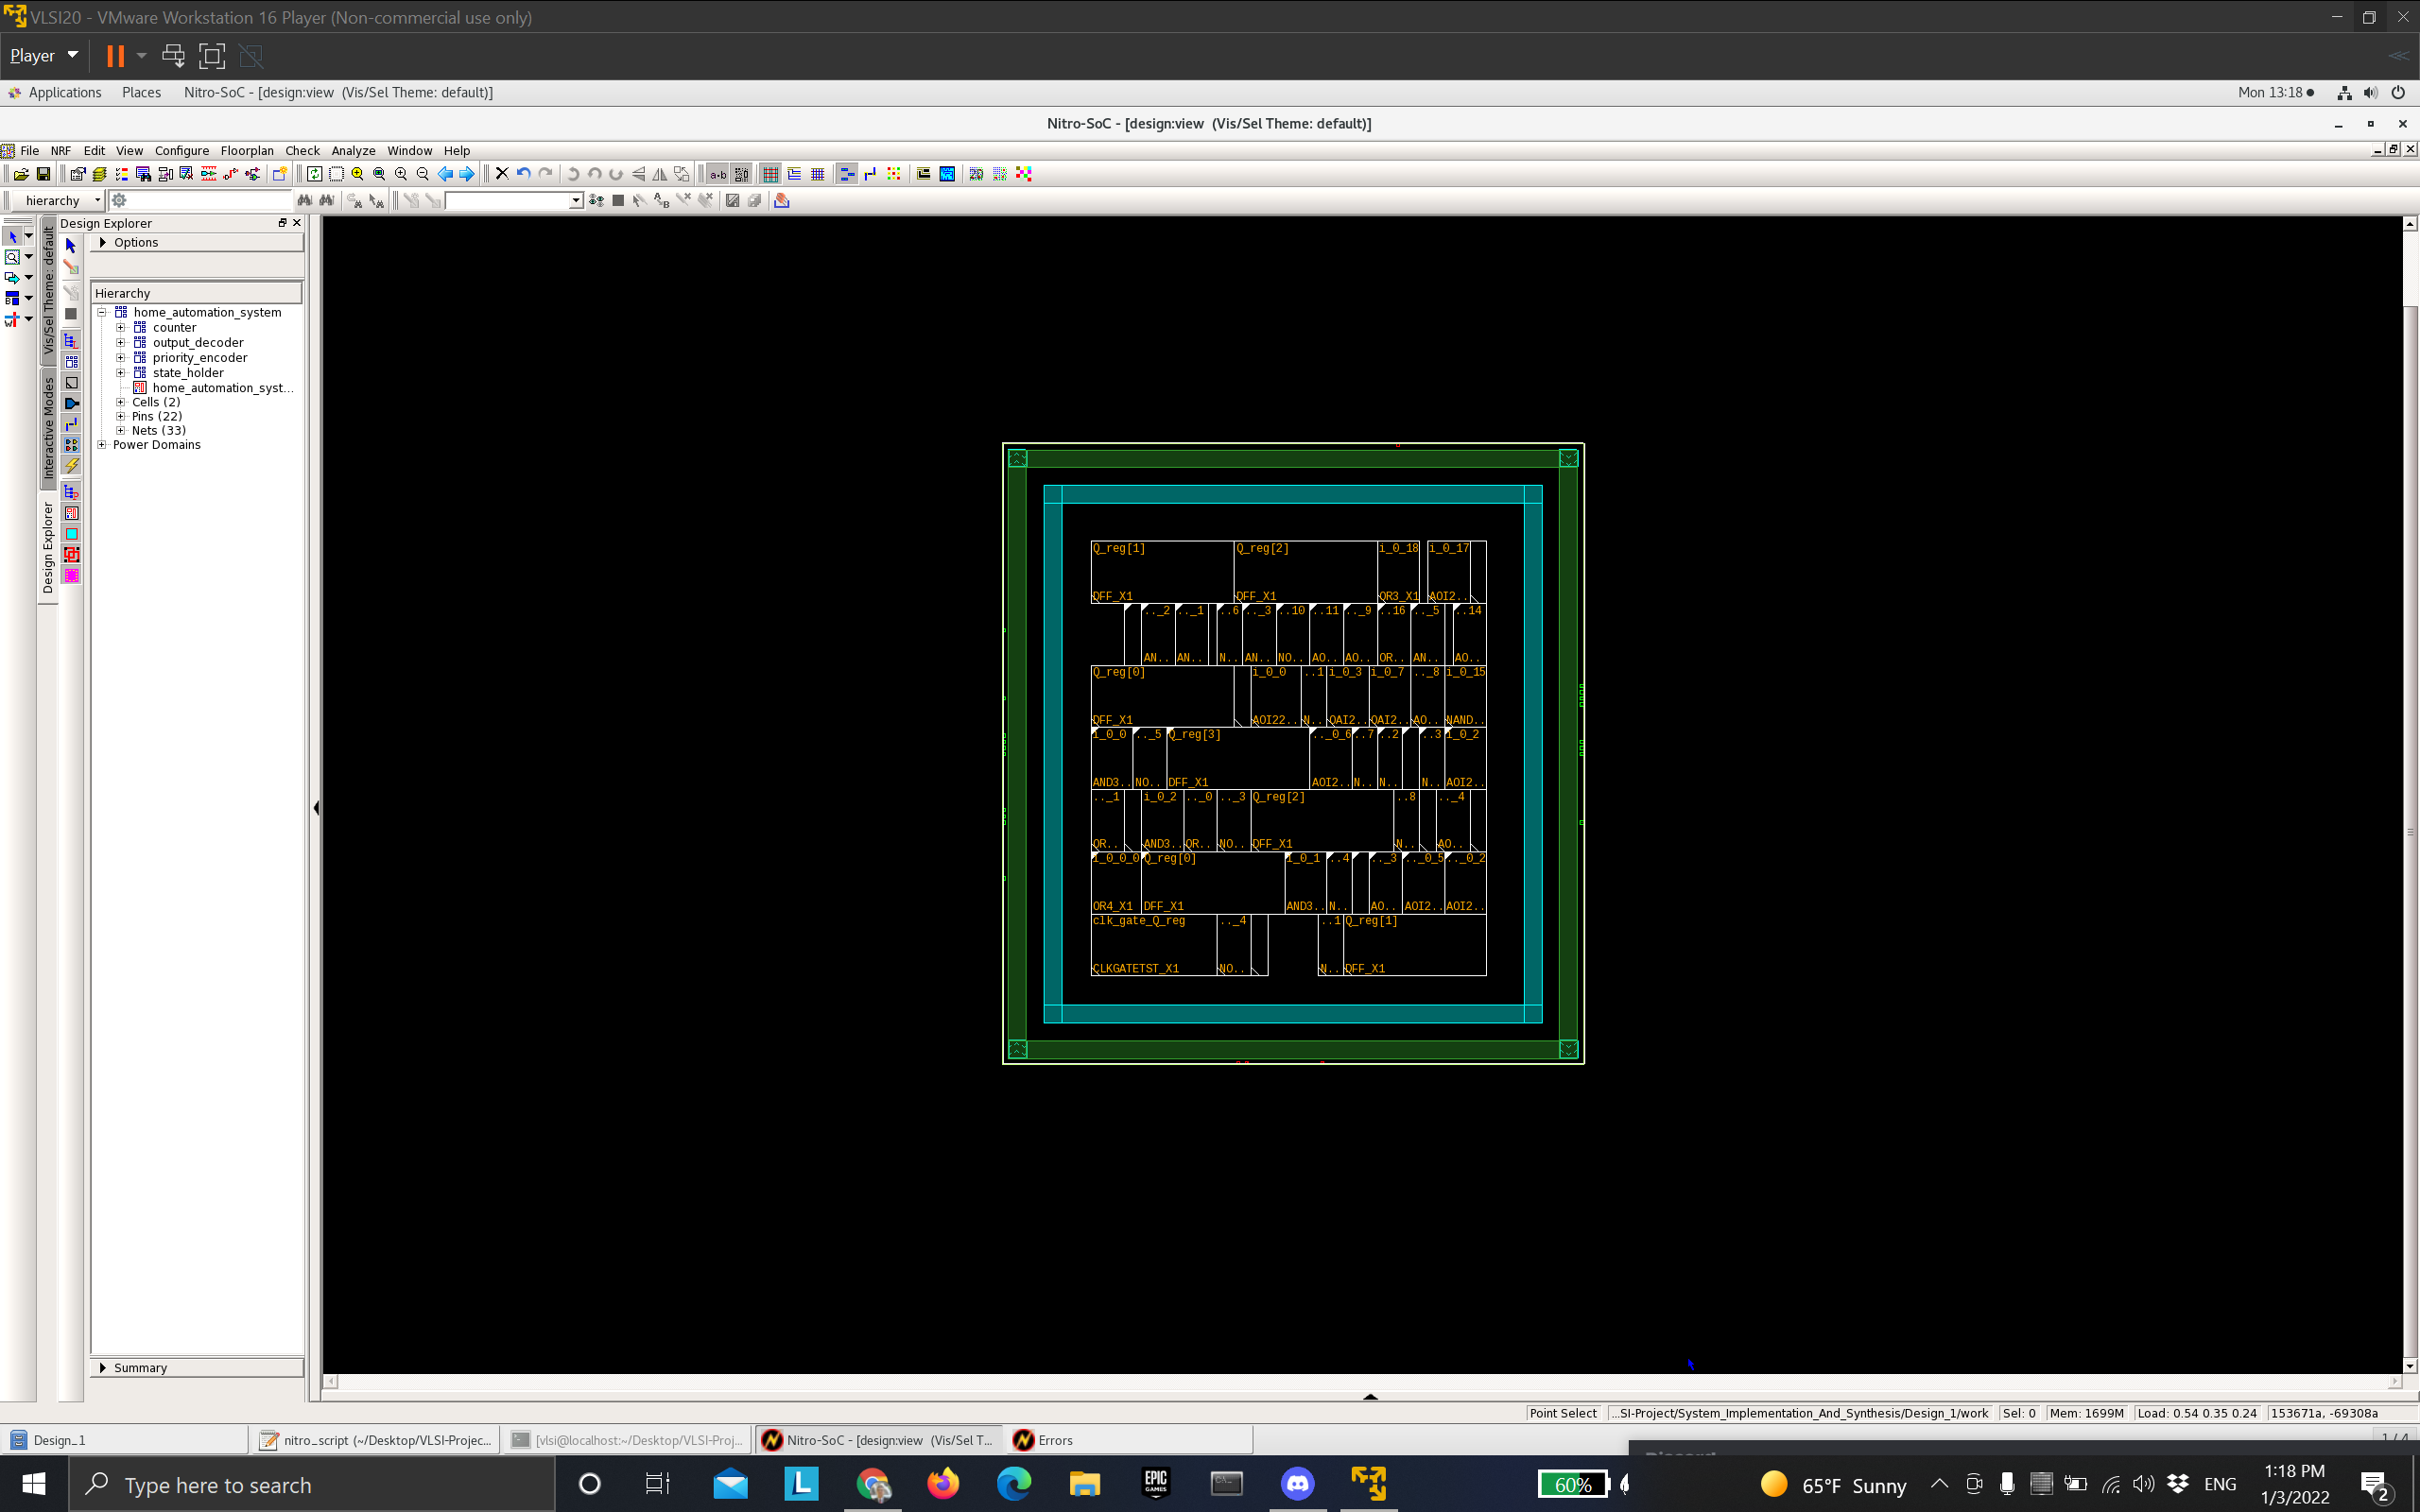 VLSI20 - VMware Workstation 16 Player (Non-commercial use only)
Player
Applications Places Nitro-SoC - [design:view (Vis/Sel Theme: default)]
Mon 13:18
Nitro-SoC - [design:view (Vis/Sel Theme: default)]
File NRF Edit View Configure Floorplan Check Analyze Window Help
a•b
hierarchy
Design Explorer
Options
Vis/Sel Theme: default
Interactive Modes
Design Explorer
Hierarchy
home_automation_system
counter
output_decoder
priority_encoder
state_holder
home_automation_syst...
Cells (2)
Pins (22)
Nets (33)
Power Domains
Q_reg[1] Q_reg[2] i_0_18 i_0_17
DFF_X1 DFF_X1 OR3_X1 AOI2..
.._2 .._1 ..6 .._3 ..10 ..11 .._9 ..16 .._5 ..14
AN.. AN.. N.. AN.. NO.. AO.. AO.. OR.. AN.. AO..
Q_reg[0] i_0_0 ..1 i_0_3 i_0_7 .._8 i_0_15
DFF_X1 AOI22.. N.. OAI2.. OAI2.. AO.. NAND..
i_0_0 .._5 Q_reg[3] .._0_6 ..7 ..2 ..3 i_0_2
AND3.. NO.. DFF_X1 AOI2.. N.. N.. N.. AOI2..
.._1 i_0_2 .._0 .._3 Q_reg[2] ..8 .._4
OR.. AND3.. OR.. NO.. DFF_X1 N.. AO..
i_0_0_0 Q_reg[0] i_0_1 ..4 .._3 .._0_5 .._0_2
OR4_X1 DFF_X1 AND3.. N.. AO.. AOI2.. AOI2..
clk_gate_Q_reg .._4 ..1 Q_reg[1]
CLKGATETST_X1 NO.. N.. DFF_X1
Summary
Point Select ...SI-Project/System_Implementation_And_Synthesis/Design_1/work Sel: 0 Mem: 1699M Load: 0.54 0.35 0.24 153671a, -69308a
Design_1 nitro_script (~/Desktop/VLSI-Projec... [vlsi@localhost:~/Desktop/VLSI-Proj... Nitro-SoC - [design:view (Vis/Sel T... Errors 1 / 4
Type here to search
EPIC GAMES
60%
65°F Sunny
ENG
1:18 PM
1/3/2022
2